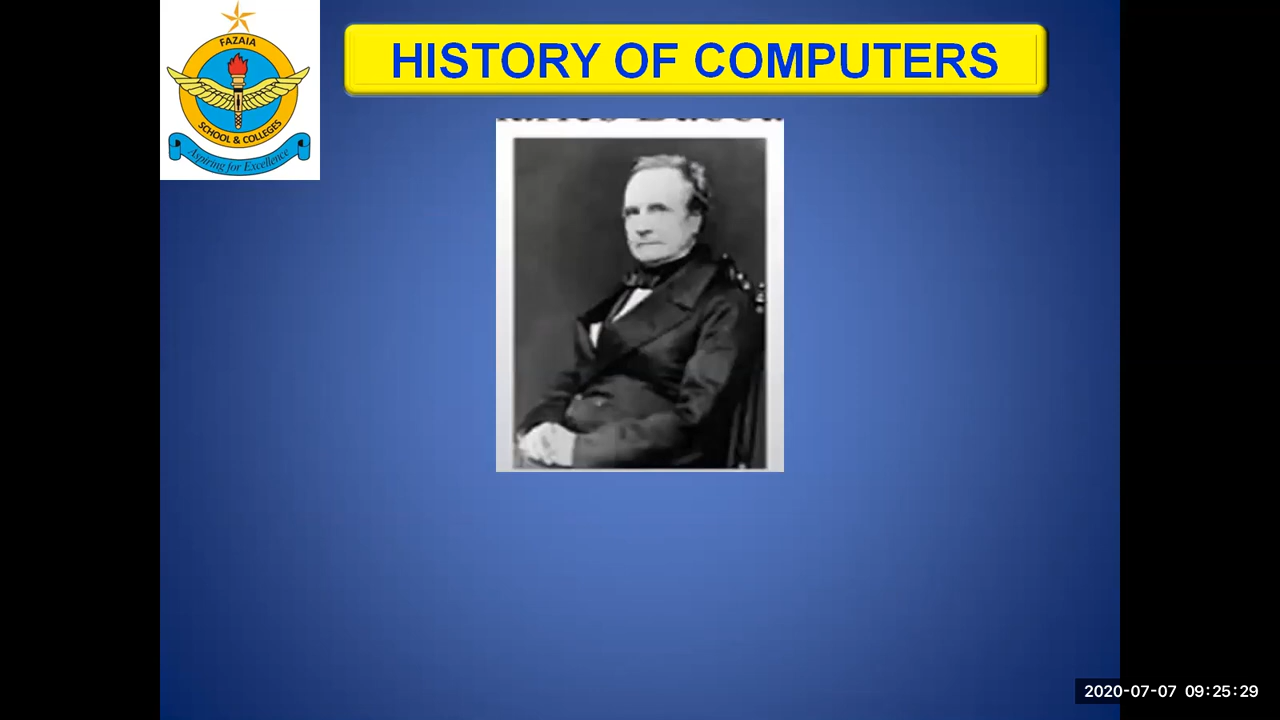 FAZAIA
SCHOOL & COLLEGES
Aspiring for Excellence
HISTORY OF COMPUTERS
2020-07-07 09:25:29